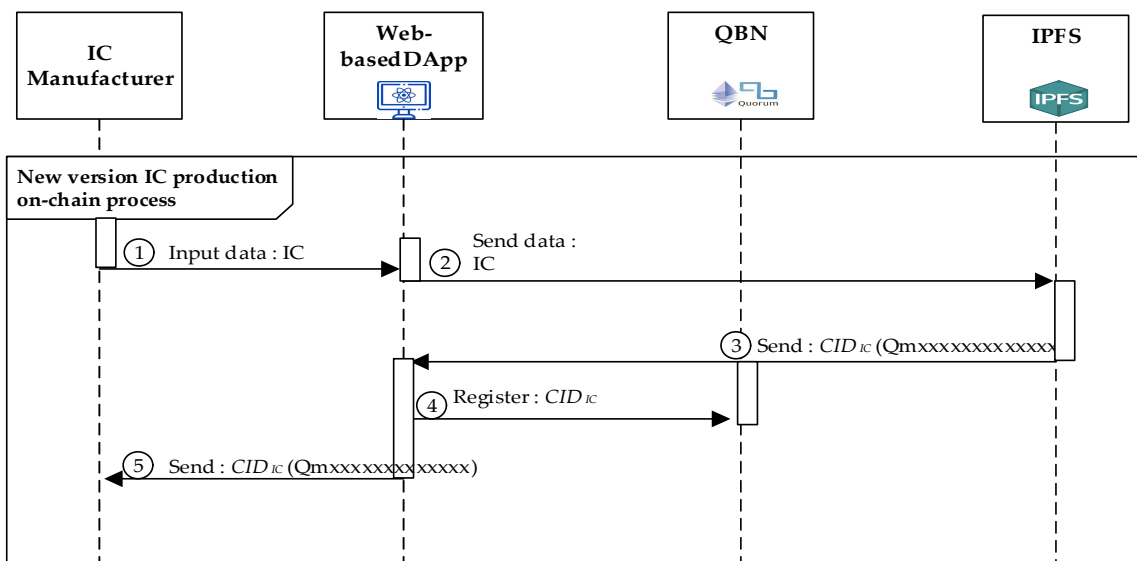 IC
Manufacturer
Web-
basedDApp
QBN
Quorum
IPFS
IPFS
New version IC production
on-chain process
1 Input data : IC
2 Send data :
IC
3 Send : CID IC (Qmxxxxxxxxxxxxx
4 Register : CID IC
5 Send : CID IC (Qmxxxxxxxxxxxxx)